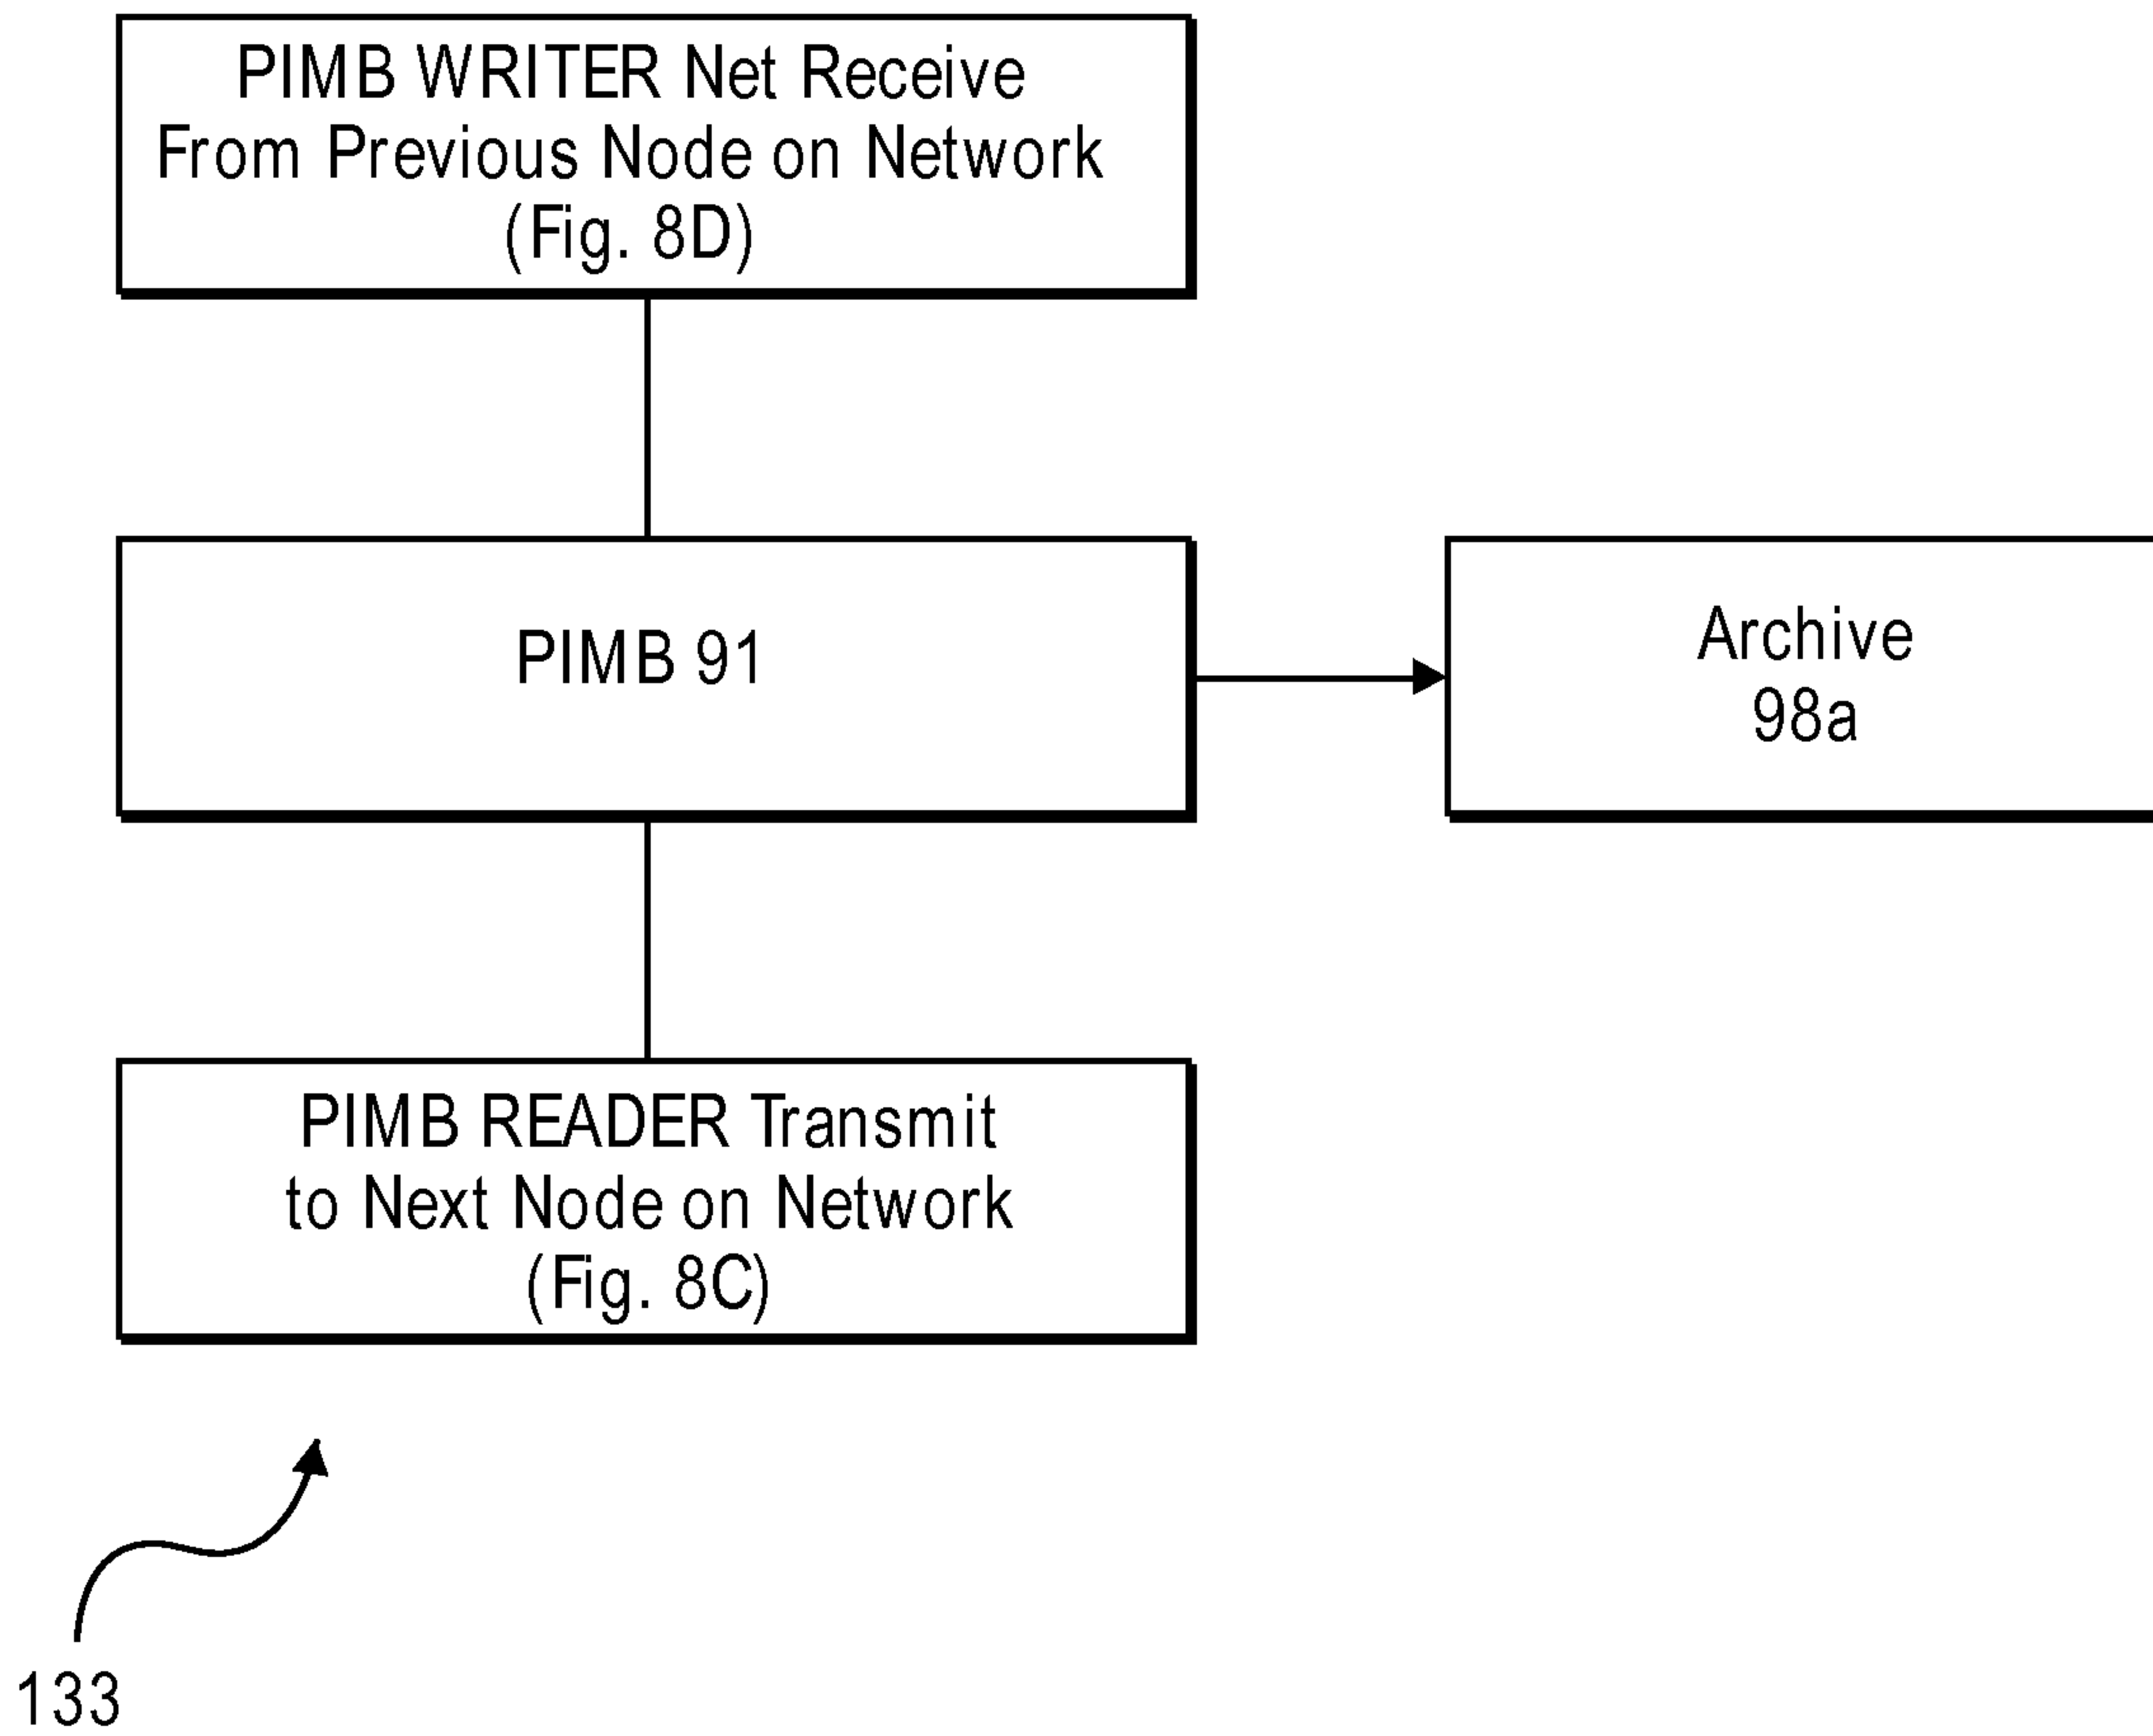 PIMB WRITER Net Receive
From Previous Node on Network
(Fig. 8D)
PIMB 91
Archive
98a
PIMB READER Transmit
to Next Node on Network
(Fig. 8C)
133